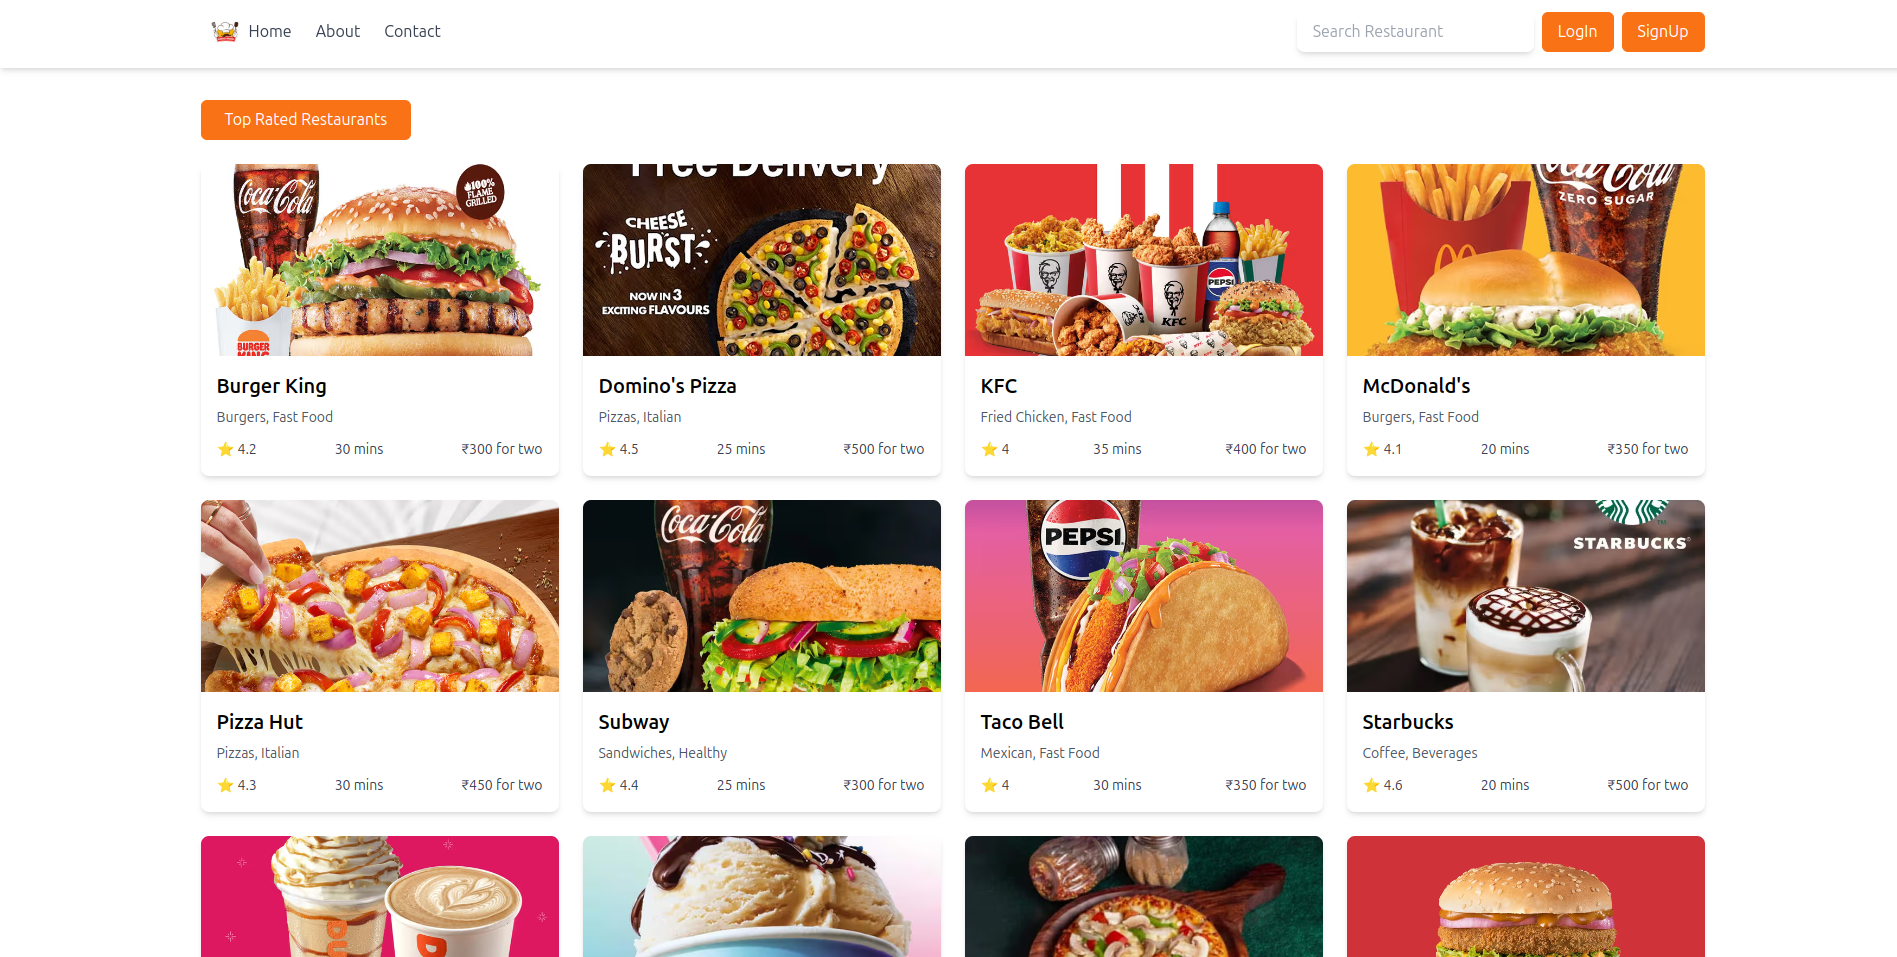 Home About Contact Search Restaurant LogIn SignUp
Top Rated Restaurants
Coca-Cola
100%
FLAME
GRILLED
BURGER
KING
Free Delivery
CHEESE
BURST
NOW IN 3
EXCITING FLAVOURS
PEPSI
KFC
Coca-Cola
ZERO SUGAR
Burger King
Burgers, Fast Food
⭐ 4.2 30 mins ₹300 for two
Domino's Pizza
Pizzas, Italian
⭐ 4.5 25 mins ₹500 for two
KFC
Fried Chicken, Fast Food
⭐ 4 35 mins ₹400 for two
McDonald's
Burgers, Fast Food
⭐ 4.1 20 mins ₹350 for two
Coca-Cola
PEPSI
STARBUCKS
Pizza Hut
Pizzas, Italian
⭐ 4.3 30 mins ₹450 for two
Subway
Sandwiches, Healthy
⭐ 4.4 25 mins ₹300 for two
Taco Bell
Mexican, Fast Food
⭐ 4 30 mins ₹350 for two
Starbucks
Coffee, Beverages
⭐ 4.6 20 mins ₹500 for two